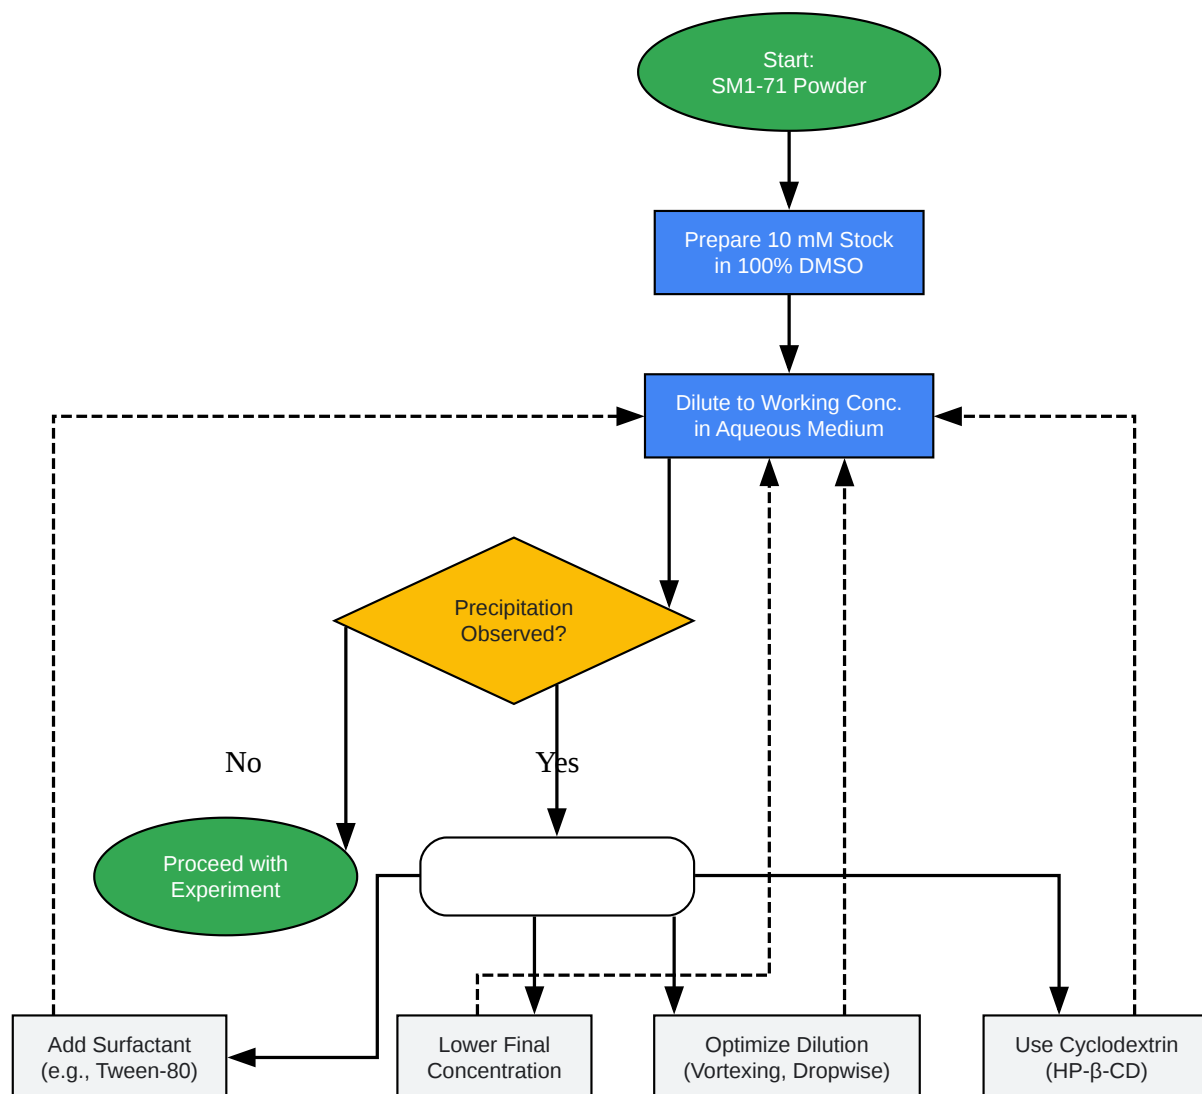 Start:
SM1-71 Powder
Prepare 10 mM Stock
in 100% DMSO
Dilute to Working Conc.
in Aqueous Medium
Precipitation
Observed?
No
Yes
Proceed with
Experiment
Add Surfactant
(e.g., Tween-80)
Lower Final
Concentration
Optimize Dilution
(Vortexing, Dropwise)
Use Cyclodextrin
(HP-β-CD)